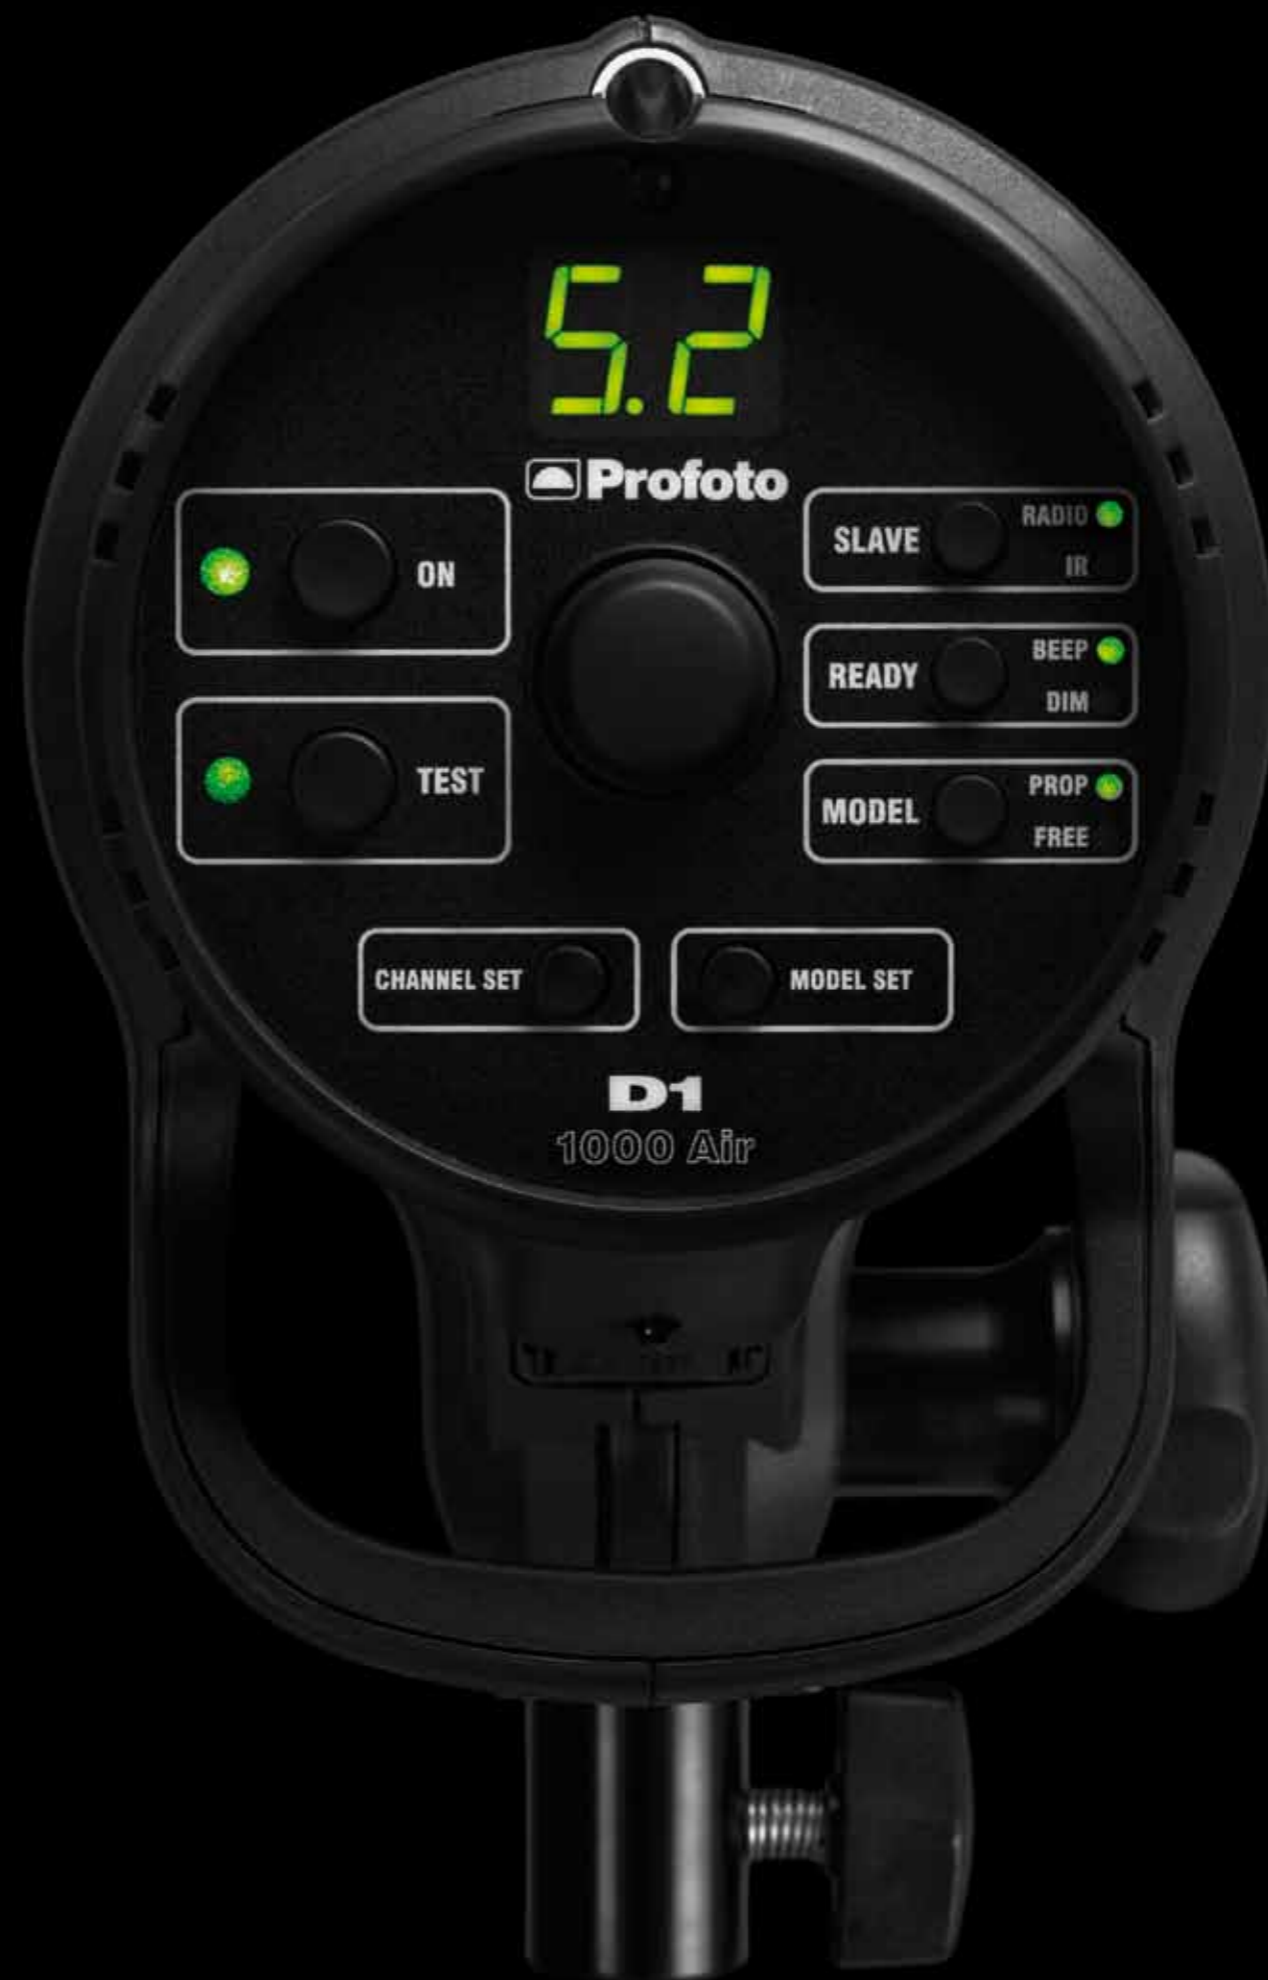 5.2
Profoto
ON
TEST
SLAVE
RADIO
IR
READY
BEEP
DIM
MODEL
PROP
FREE
CHANNEL SET
MODEL SET
D1
1000 Air